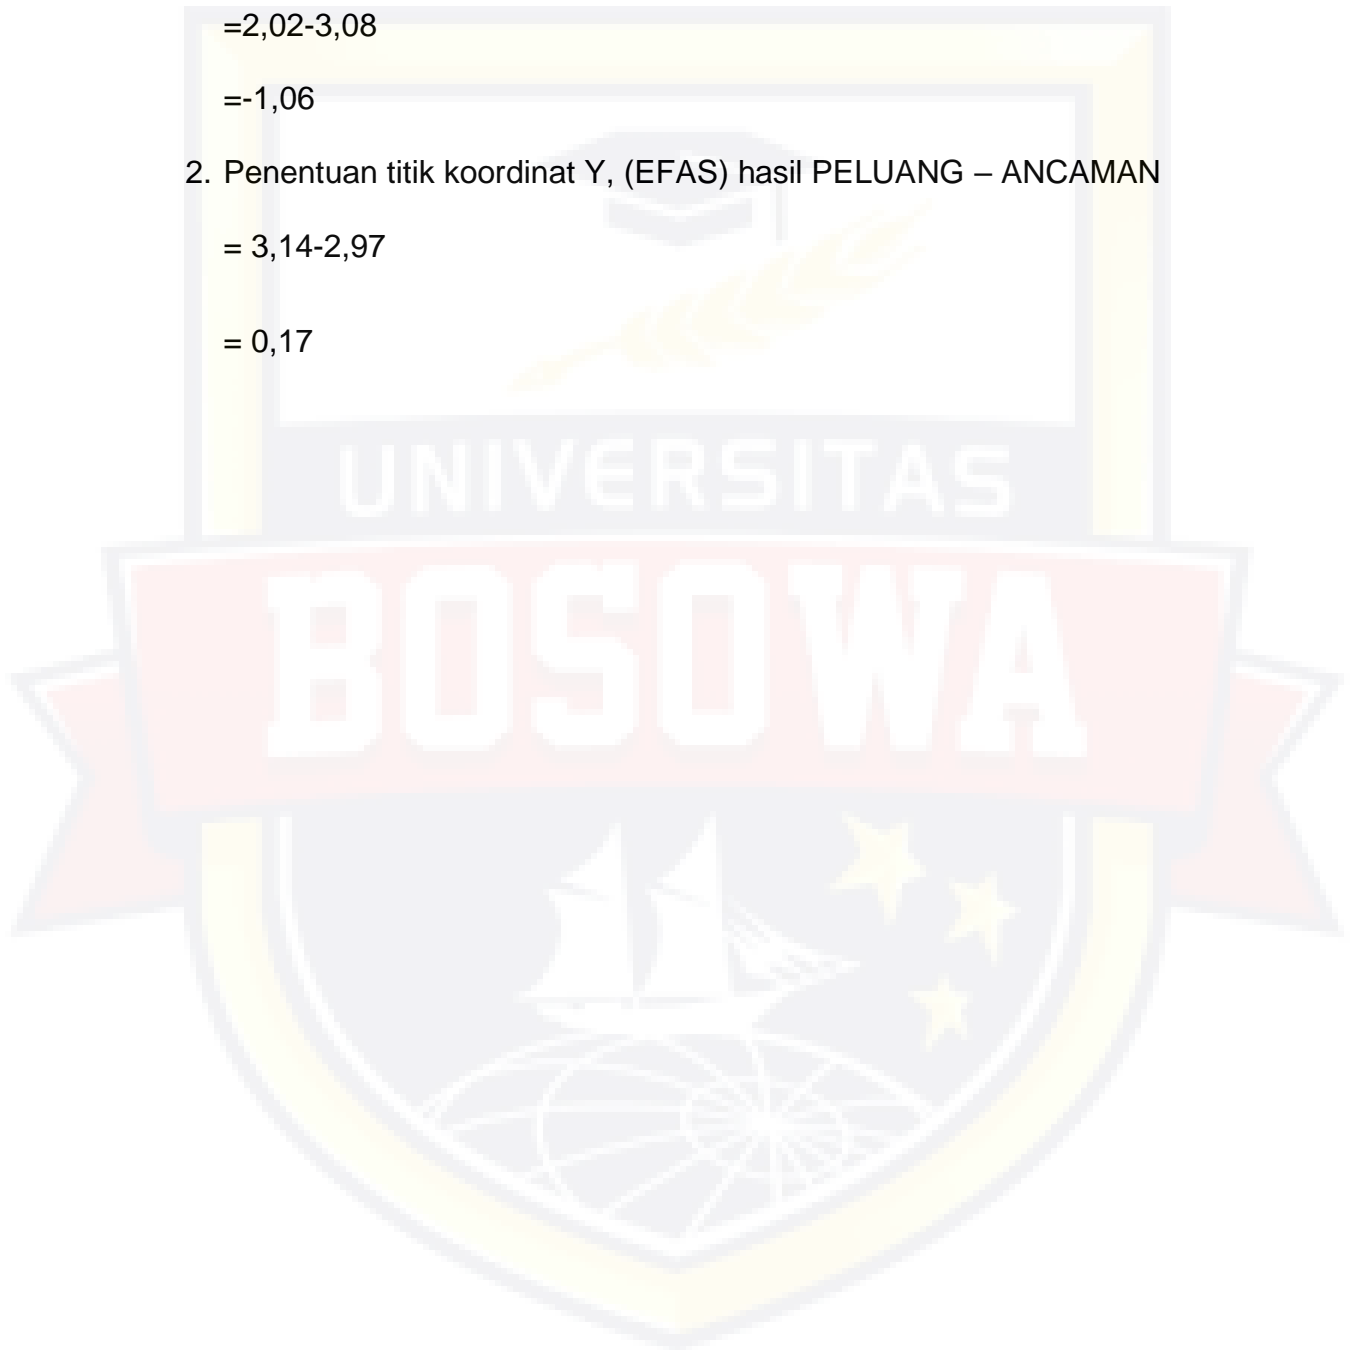 =2,02-3,08
=-1,06
2. Penentuan titik koordinat Y, (EFAS) hasil PELUANG – ANCAMAN
= 3,14-2,97
= 0,17
UNIVERSITAS
BOSOWA